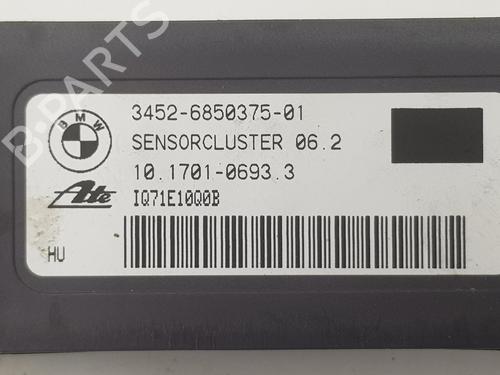 BMW
3452-6850375-01
SENSORCLUSTER 06.2
10.1701-0693.3
Ate
IQ71E10Q0B
HU
B-PARTS